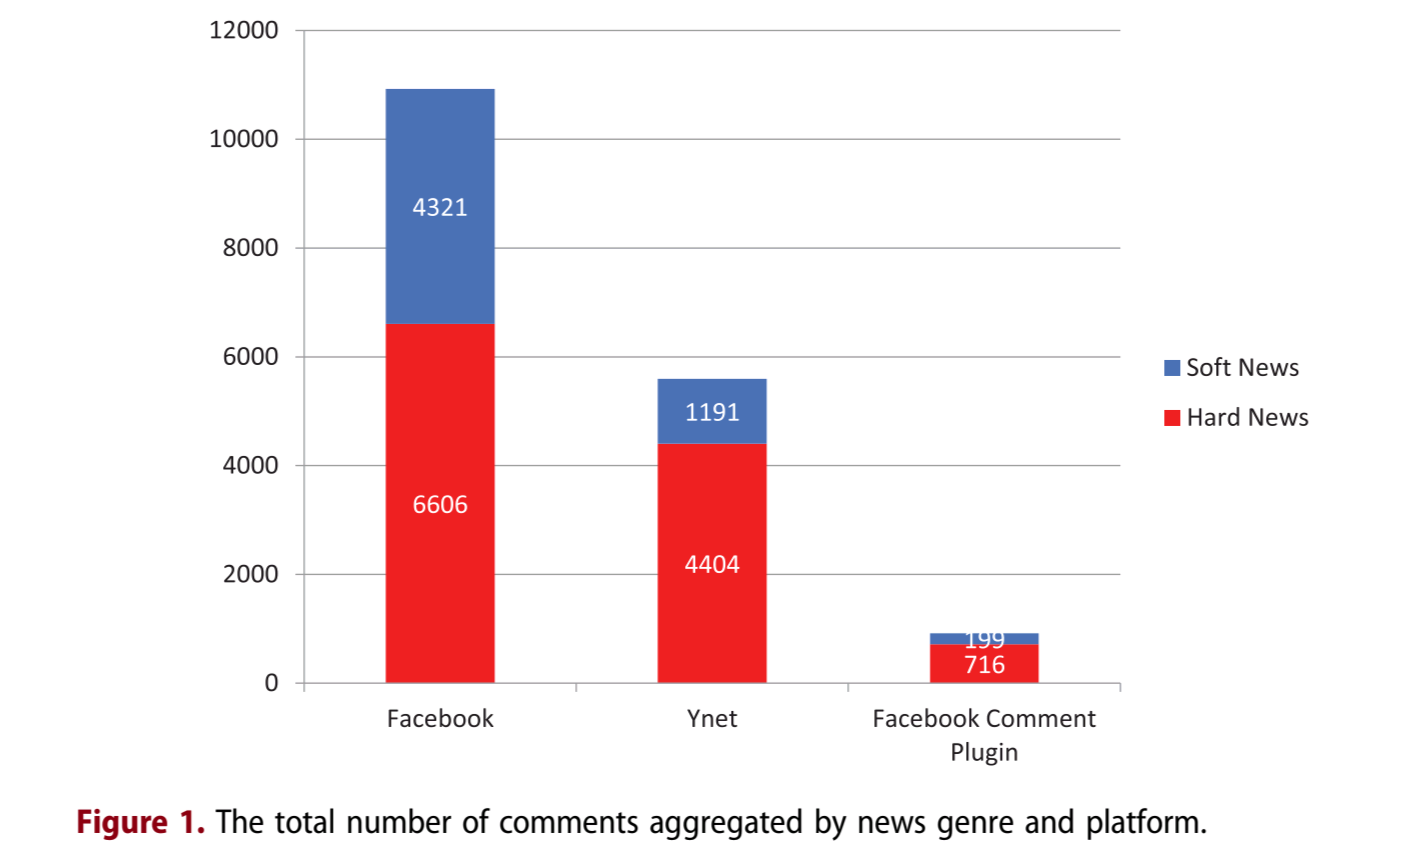 12000
10000
8000
6000
4000
2000
0
4321
6606
1191
4404
199
716
Facebook
Ynet
Facebook Comment
Plugin
Soft News
Hard News
Figure 1. The total number of comments aggregated by news genre and platform.